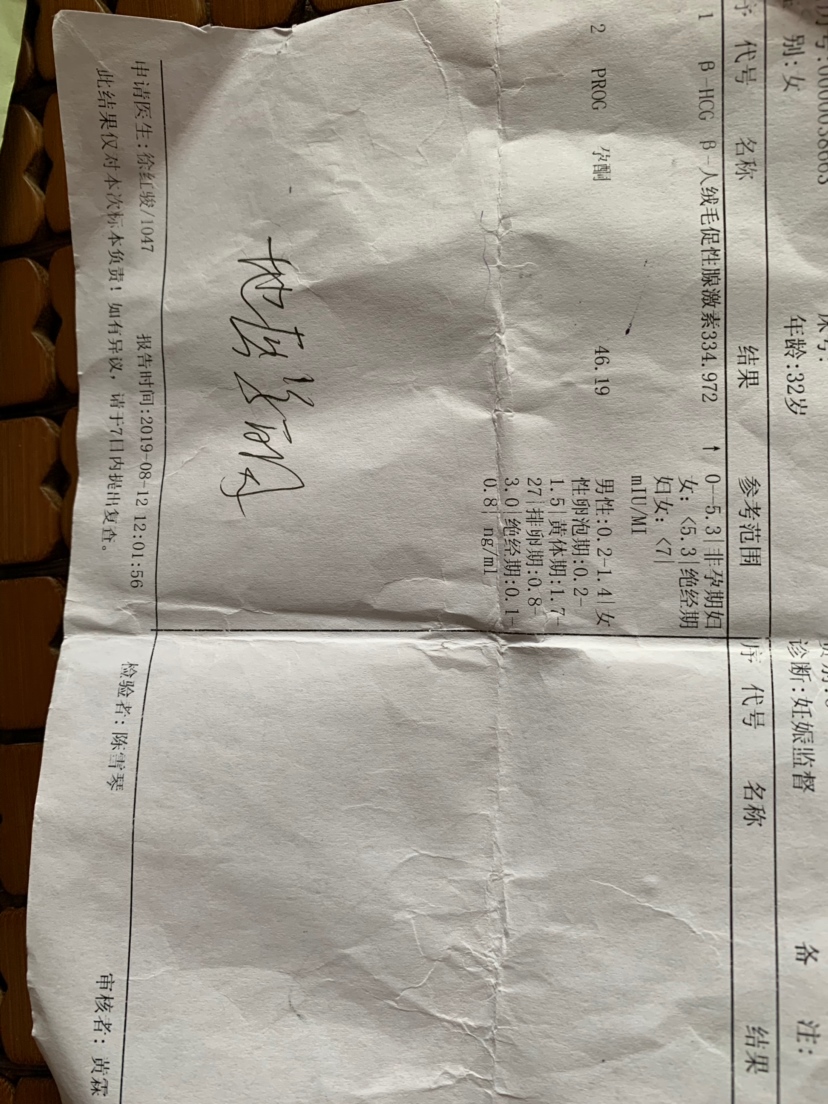 别:女
年龄:32岁
诊断:妊娠监督
备 注:
序 代号 名称 结果 参考范围 序 代号 名称 结果
1 β-HCG β-人绒毛促性腺激素334.972 ↑ 0--5.3|非孕期妇
女: <5.3|绝经期
妇女: <7|
mIU/Ml
2 PROG 孕酮 46.19 男性:0.2-1.4|女
性卵泡期:0.2-
1.5|黄体期:1.7-
27|排卵期:0.8-
3.0|绝经期:0.1-
0.8| ng/ml
申请医生:徐红骏/1047 报告时间:2019-08-12 12:01:56 检验者:陈雪琴 审核者:黄霖
此结果仅对本次标本负责!如有异议,请于7日内提出复查。